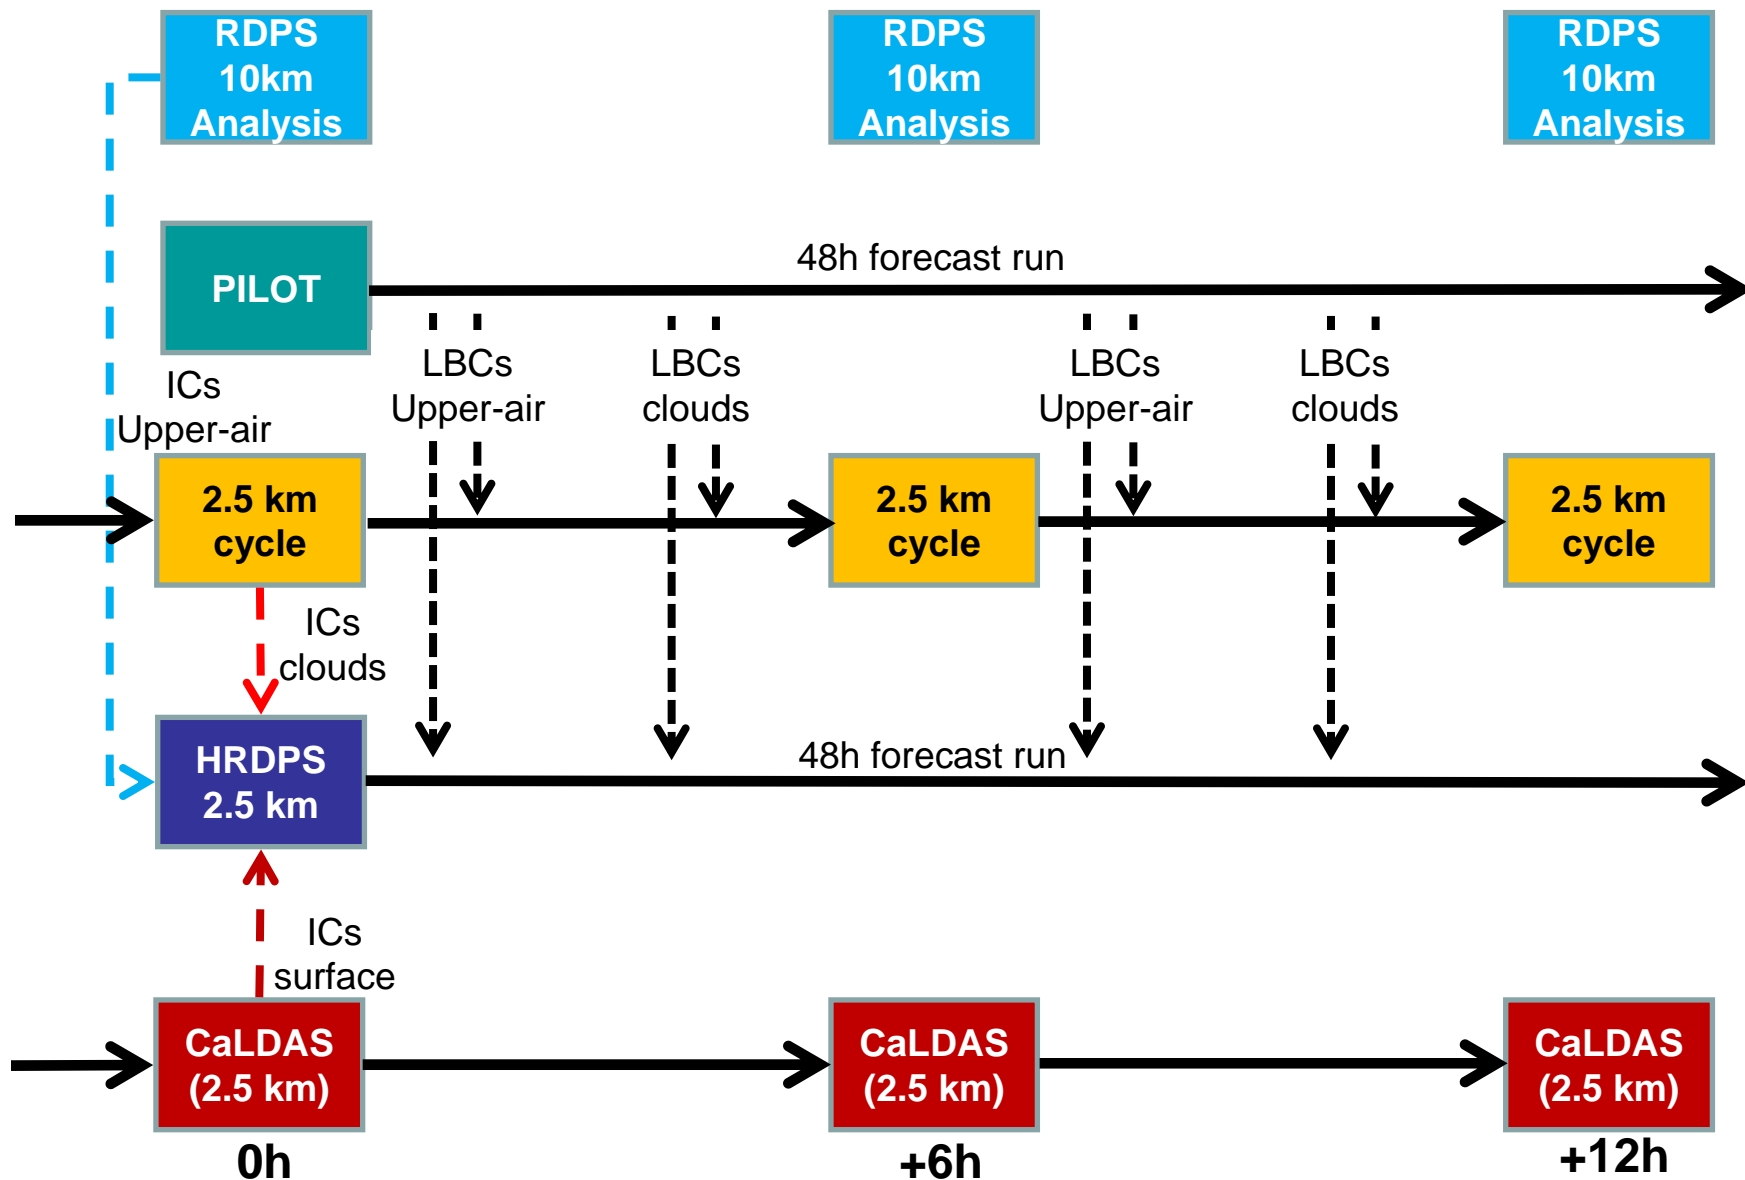 RDPS
10km
Analysis
RDPS
10km
Analysis
RDPS
10km
Analysis
PILOT
48h forecast run
ICs
Upper-air
LBCs
Upper-air
LBCs
clouds
LBCs
Upper-air
LBCs
clouds
2.5 km
cycle
2.5 km
cycle
2.5 km
cycle
ICs
clouds
HRDPS
2.5 km
48h forecast run
ICs
surface
CaLDAS
(2.5 km)
CaLDAS
(2.5 km)
CaLDAS
(2.5 km)
0h
+6h
+12h